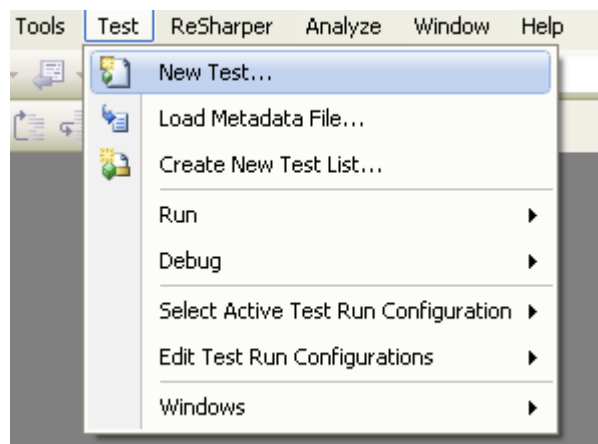 Tools Test ReSharper Analyze Window Help
New Test...
Load Metadata File...
Create New Test List...
Run
Debug
Select Active Test Run Configuration
Edit Test Run Configurations
Windows